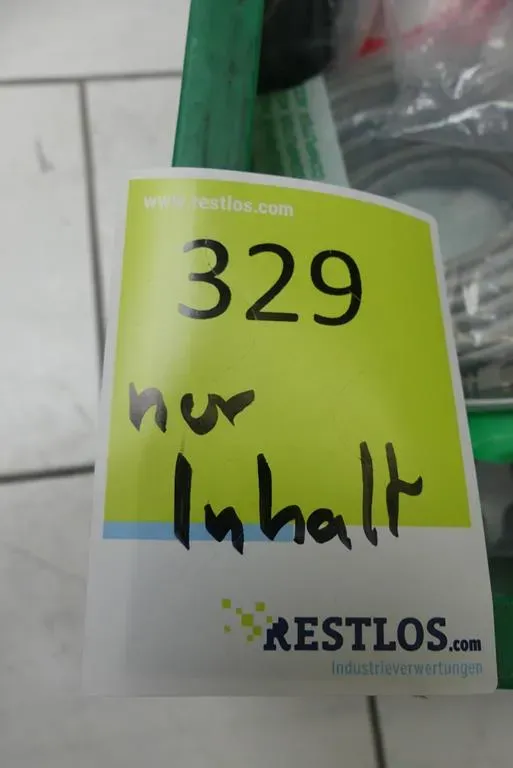 www.restlos.com
329
nur
Inhalt
RESTLOS.com
Industrieverwertungen